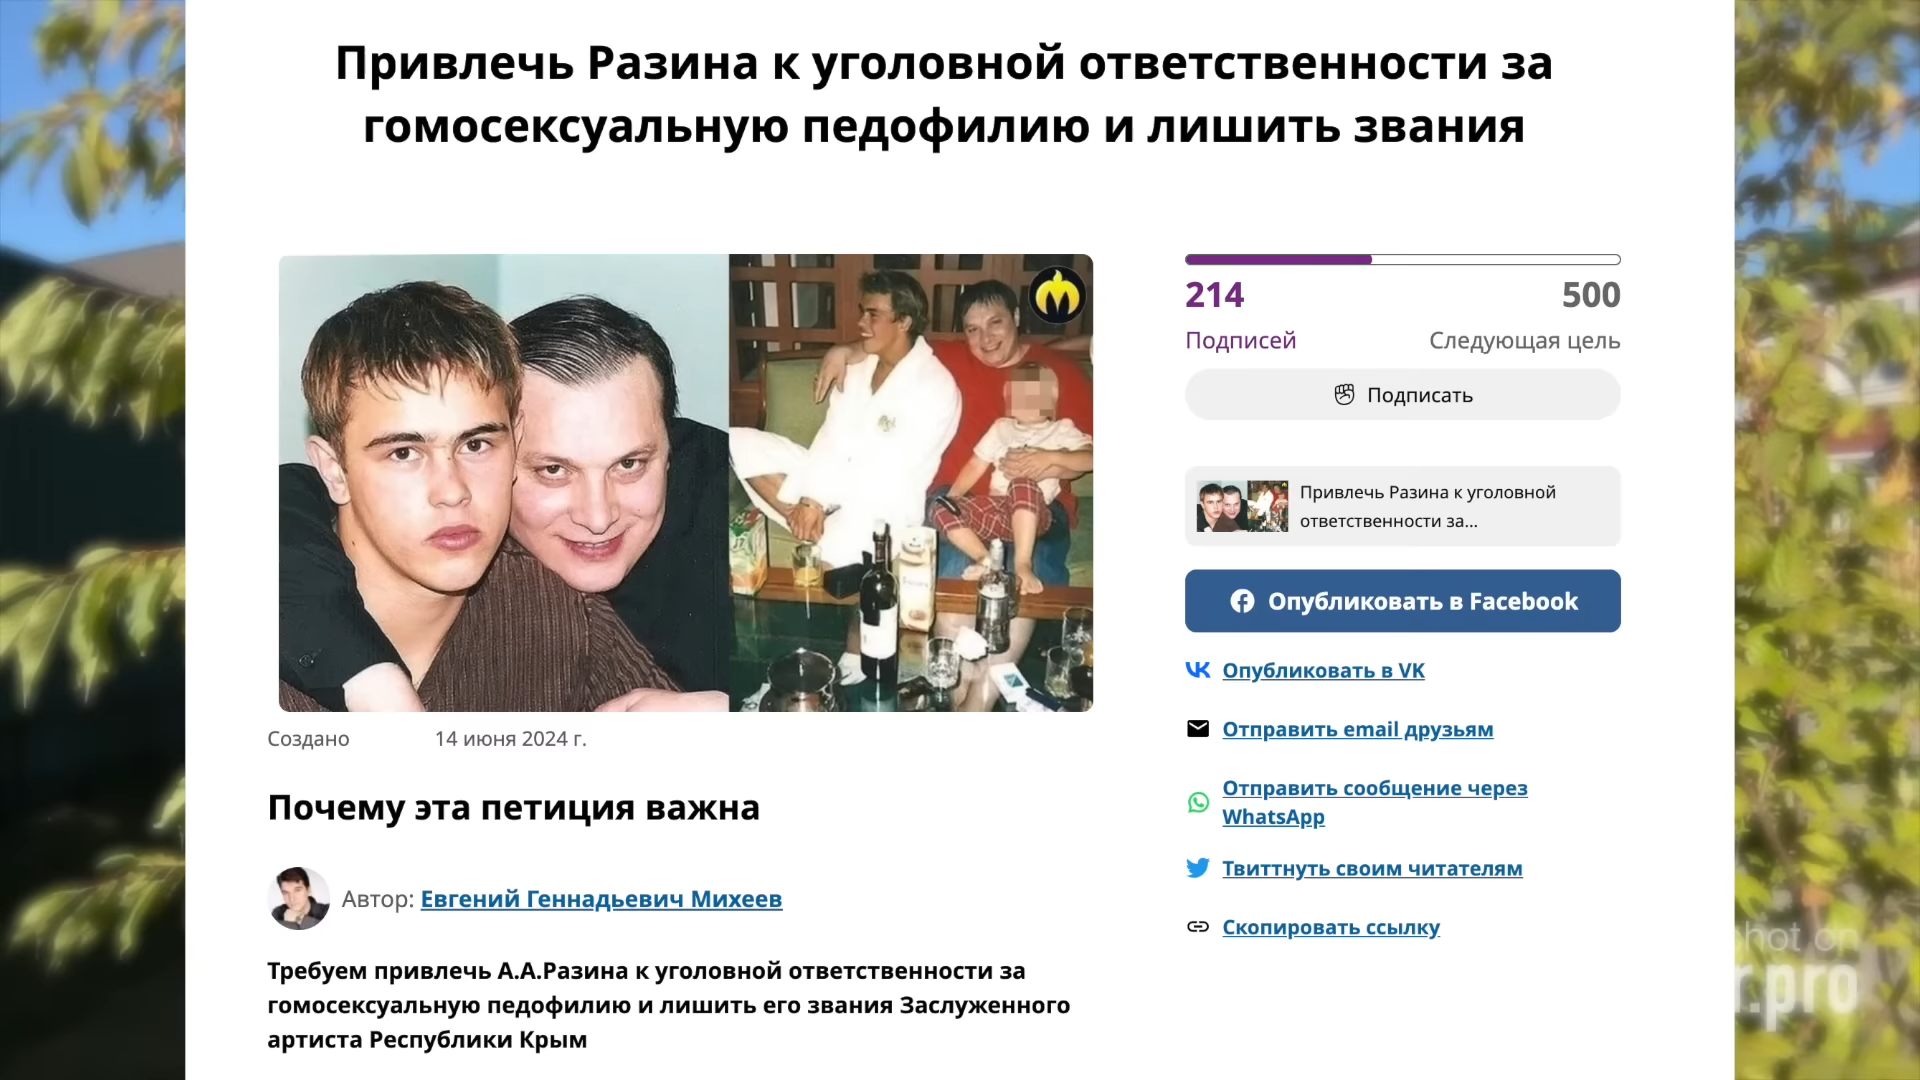 Привлечь Разина к уголовной ответственности за
гомосексуальную педофилию и лишить звания
214
500
Подписей
Следующая цель
Подписать
Привлечь Разина к уголовной
ответственности за...
Опубликовать в Facebook
Опубликовать в VK
Отправить email друзьям
Отправить сообщение через
WhatsApp
Твиттнуть своим читателям
Скопировать ссылку
Создано 14 июня 2024 г.
Почему эта петиция важна
Автор: Евгений Геннадьевич Михеев
Требуем привлечь А.А.Разина к уголовной ответственности за
гомосексуальную педофилию и лишить его звания Заслуженного
артиста Республики Крым
hot on
r.pro